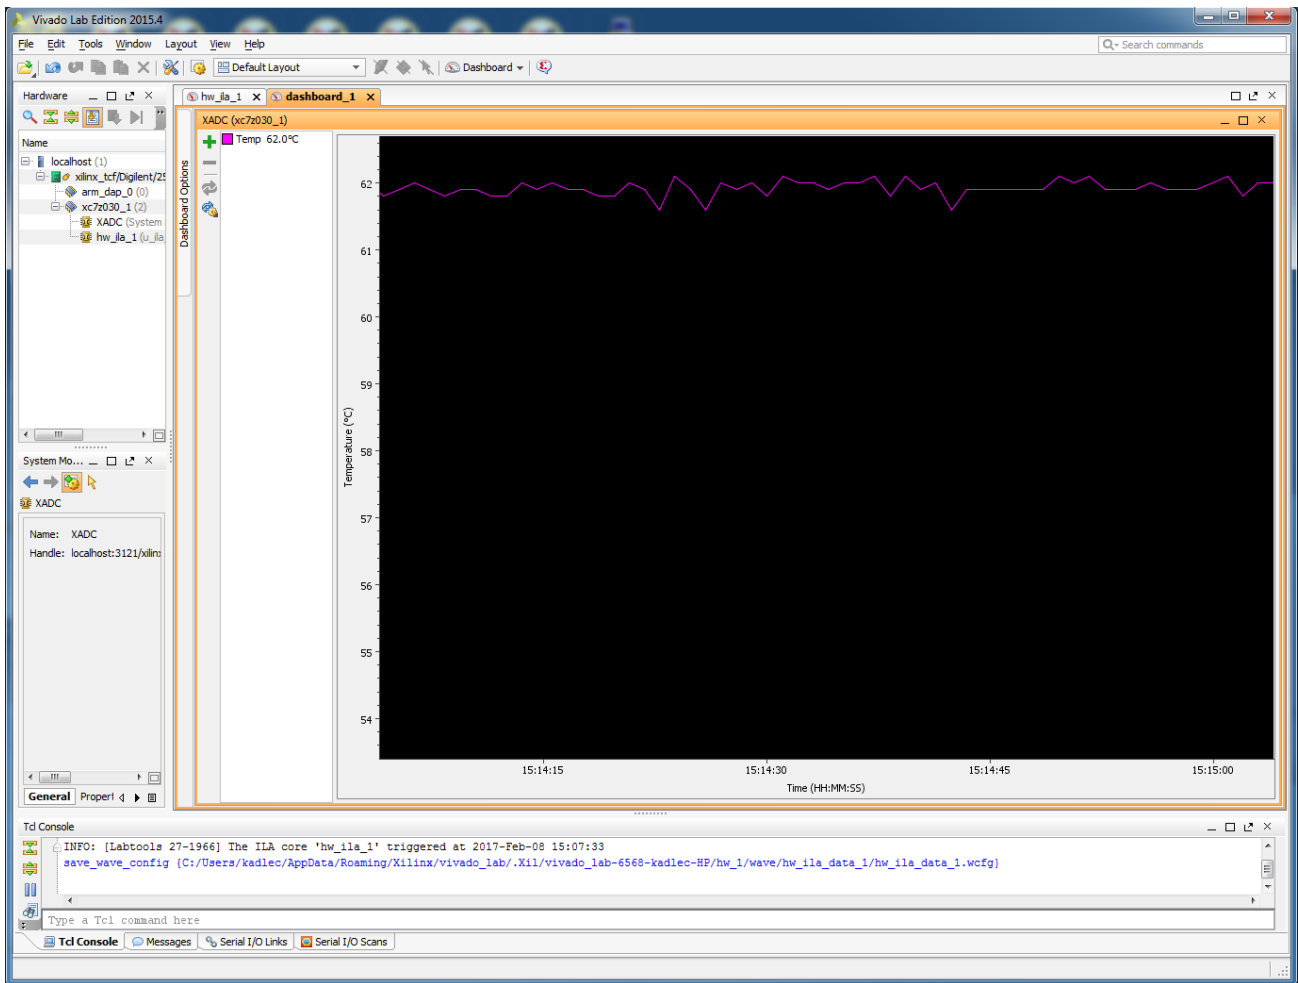 Vivado Lab Edition 2015.4
File Edit Tools Window Layout View Help
Search commands
Default Layout
Dashboard
Hardware
hw_ila_1
dashboard_1
XADC (xc7z030_1)
Name
localhost (1)
xilinx_tcf/Digilent/25
arm_dap_0 (0)
xc7z030_1 (2)
XADC (System
hw_ila_1 (u_ila
Dashboard Options
Temp 62.0°C
62
61
60
59
58
57
56
55
54
Temperature (°C)
15:14:15 15:14:30 15:14:45 15:15:00
Time (HH:MM:SS)
System Mo...
XADC
Name: XADC
Handle: localhost:3121/xilinx
General Propert
Tcl Console
INFO: [Labtools 27-1966] The ILA core 'hw_ila_1' triggered at 2017-Feb-08 15:07:33
save_wave_config {C:/Users/kadlec/AppData/Roaming/Xilinx/vivado_lab/.Xil/vivado_lab-6568-kadlec-HP/hw_1/wave/hw_ila_data_1/hw_ila_data_1.wcfg}
Type a Tcl command here
Tcl Console Messages Serial I/O Links Serial I/O Scans